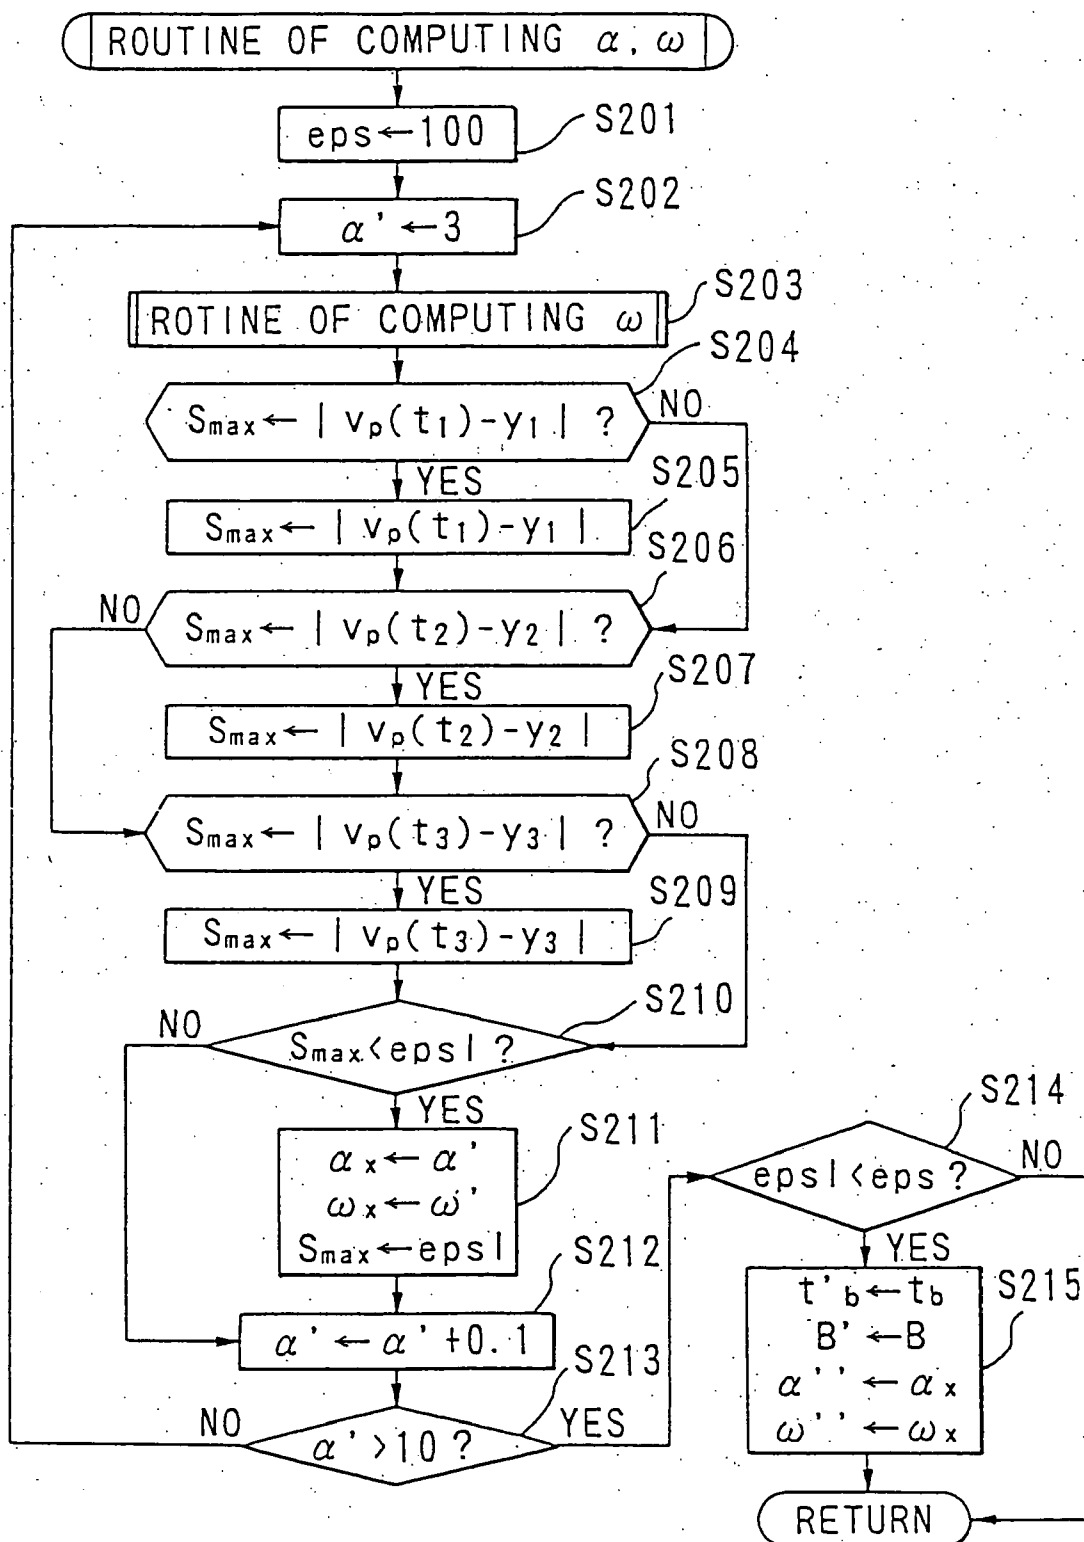 ROUTINE OF COMPUTING α, ω
eps←100
S201
α'←3
S202
ROTINE OF COMPUTING ω
S203
S204
Smax←|vp(t1)-y1| ?
NO
YES
S205
Smax←|vp(t1)-y1|
S206
NO
Smax←|vp(t2)-y2| ?
YES
S207
Smax←|vp(t2)-y2|
S208
Smax←|vp(t3)-y3| ?
NO
YES
S209
Smax←|vp(t3)-y3|
S210
NO
Smax<epsl ?
YES
S211
αx←α'
ωx←ω'
Smax←epsl
S212
α'←α'+0.1
S213
NO
α'>10 ?
YES
S214
epsl<eps ?
NO
YES
S215
t'b←tb
B'←B
α''←αx
ω''←ωx
RETURN